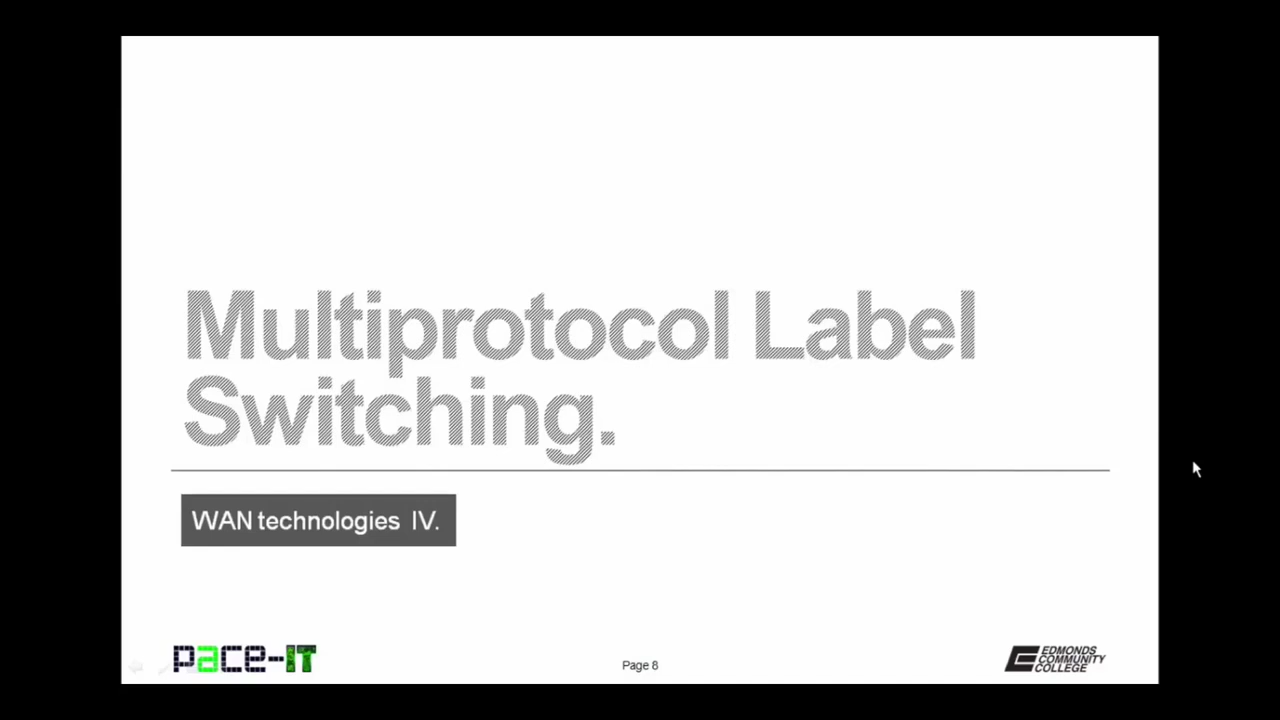 Multiprotocol Label
Switching.
WAN technologies IV.
pace-IT
Page 8
EDMONDS
COMMUNITY
COLLEGE